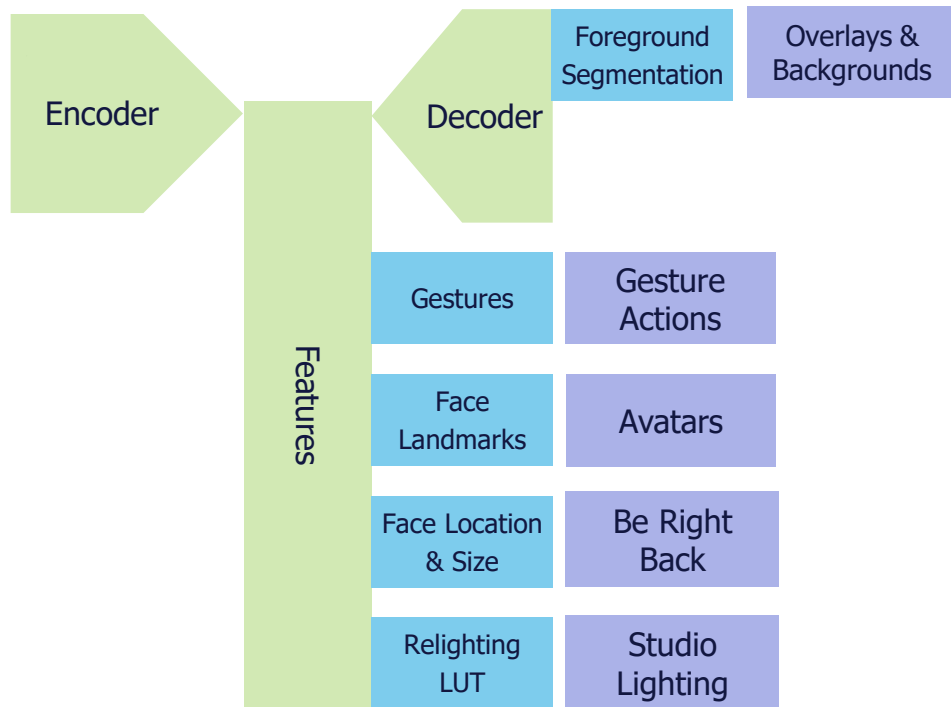 Encoder
Decoder
Foreground
Segmentation
Overlays &
Backgrounds
Features
Gestures
Gesture
Actions
Face
Landmarks
Avatars
Face Location
& Size
Be Right
Back
Relighting
LUT
Studio
Lighting